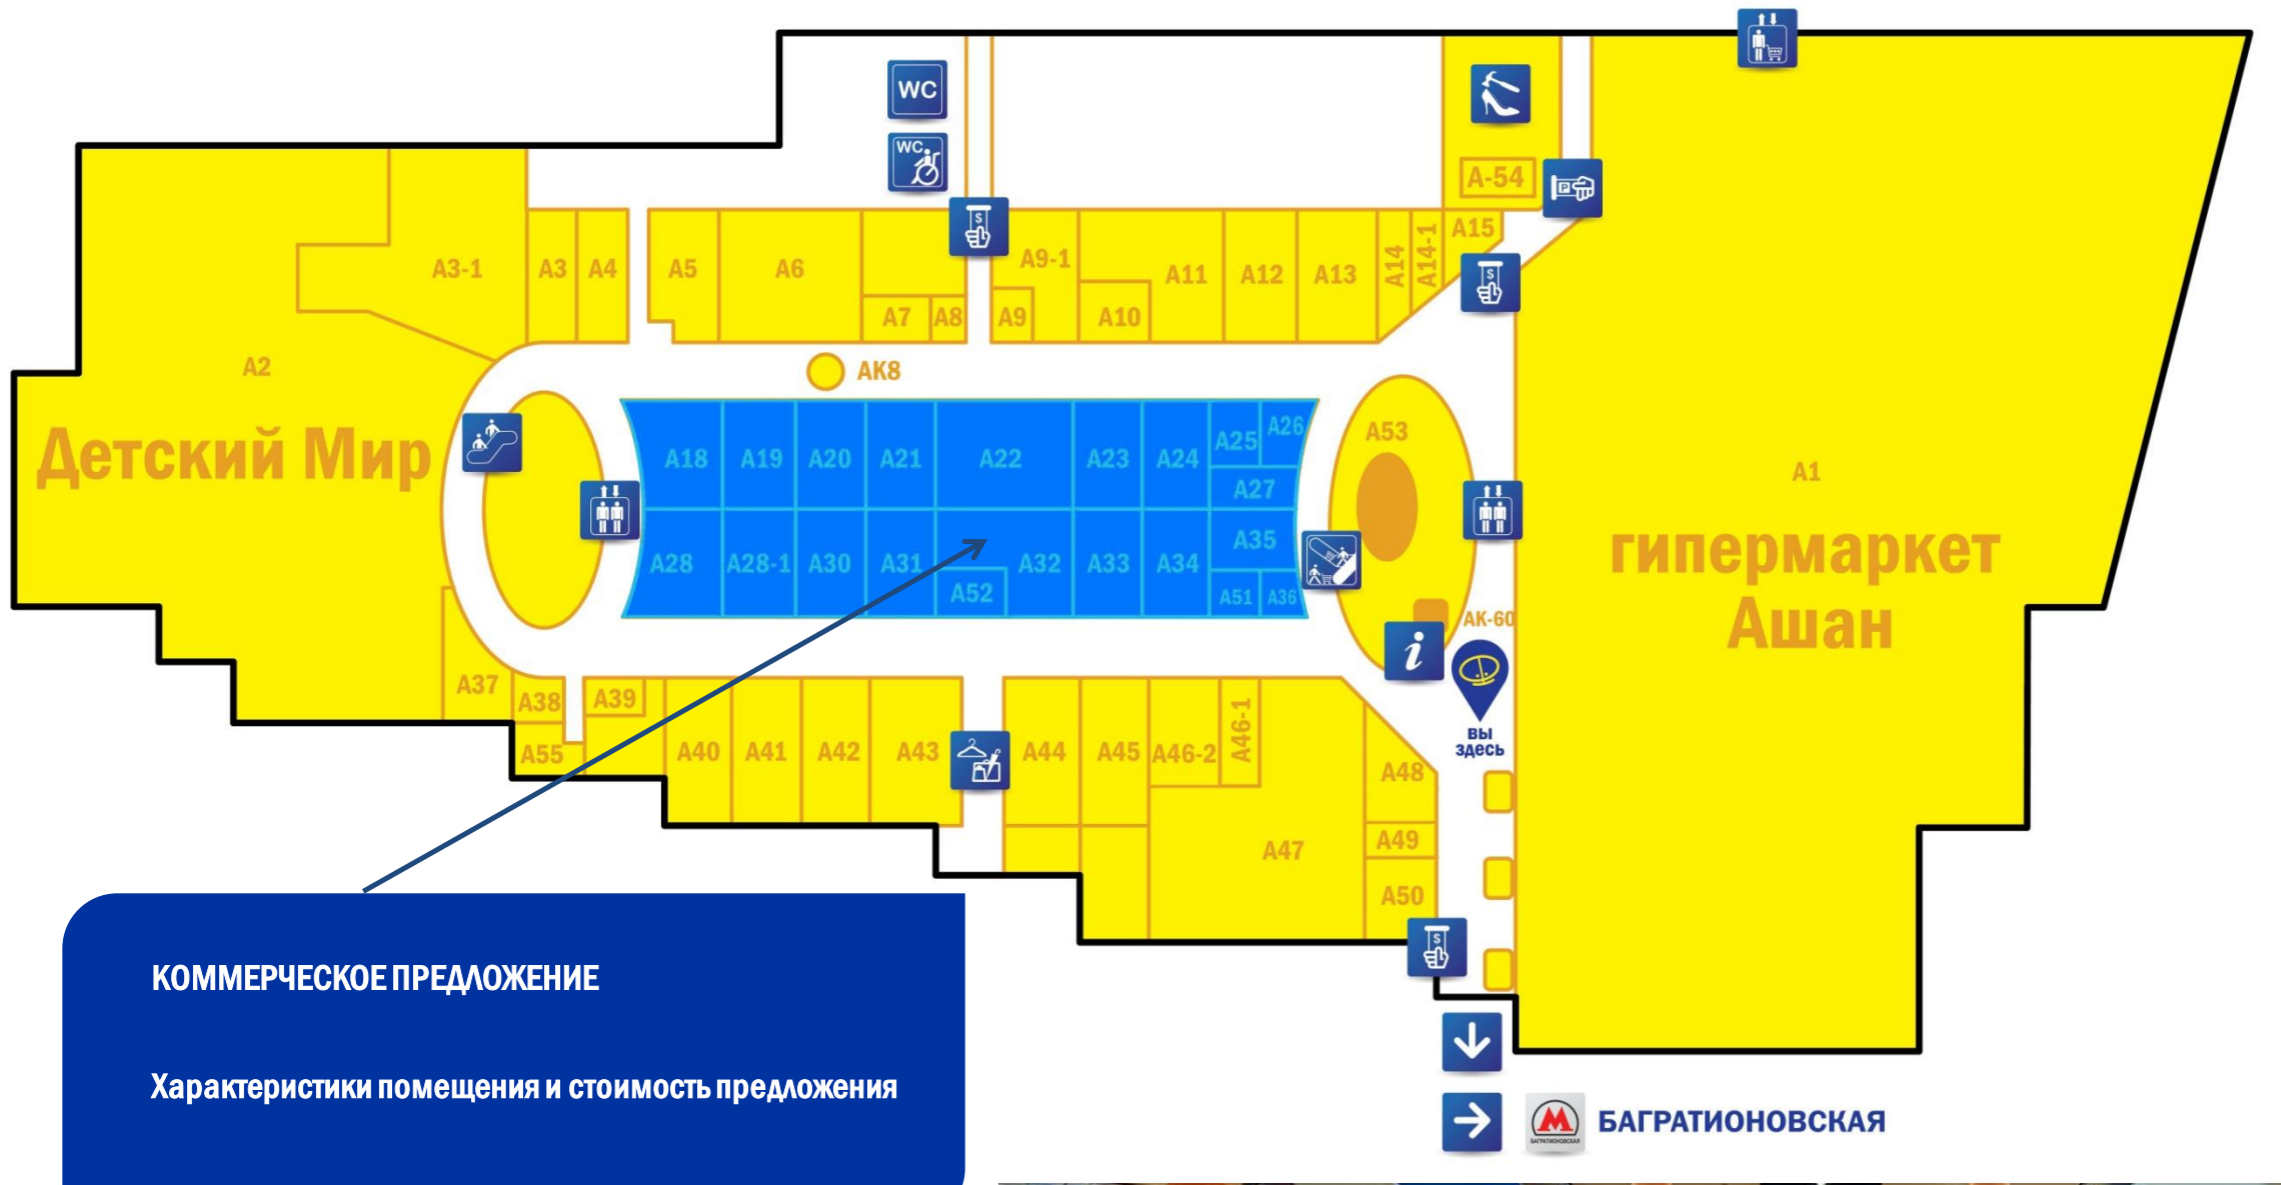 WC
WC
A-54
A3-1
A3
A4
A5
A6
A7
A8
A9-1
A9
A10
A11
A12
A13
A14
A14-1
A15
S
S
P
A2
Детский Мир
AK8
A18
A19
A20
A21
A22
A23
A24
A25
A26
A27
A28
A28-1
A30
A31
A32
A52
A33
A34
A35
A51
A36
A53
A1
гипермаркет
Ашан
i
AK-60
ВЫ
ЗДЕСЬ
A37
A38
A39
A55
A40
A41
A42
A43
A44
A45
A46-2
A46-1
A47
A48
A49
A50
S
КОММЕРЧЕСКОЕ ПРЕДЛОЖЕНИЕ
Характеристики помещения и стоимость предложения
М
БАГРАТИОНОВСКАЯ
БАГРАТИОНОВСКАЯ